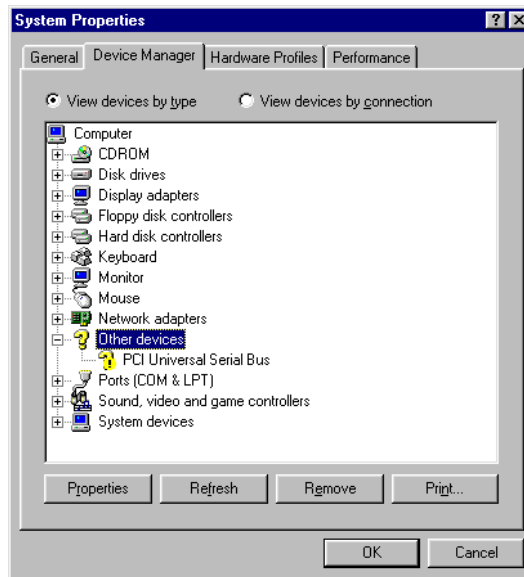 System Properties
General Device Manager Hardware Profiles Performance
View devices by type View devices by connection
Computer
CDROM
Disk drives
Display adapters
Floppy disk controllers
Hard disk controllers
Keyboard
Monitor
Mouse
Network adapters
Other devices
PCI Universal Serial Bus
Ports (COM & LPT)
Sound, video and game controllers
System devices
Properties Refresh Remove Print...
OK Cancel